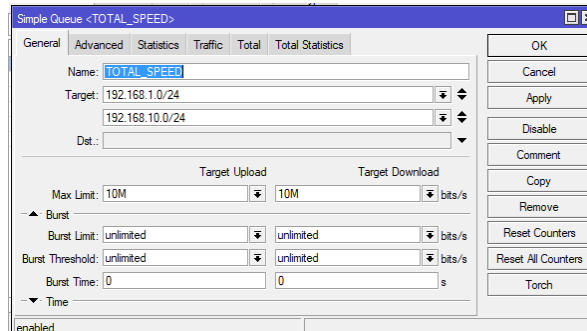 Simple Queue <TOTAL_SPEED>
General Advanced Statistics Traffic Total Total Statistics
Name: TOTAL_SPEED
Target: 192.168.1.0/24
192.168.10.0/24
Dst.:
Target Upload Target Download
Max Limit: 10M 10M bits/s
Burst
Burst Limit: unlimited unlimited bits/s
Burst Threshold: unlimited unlimited bits/s
Burst Time: 0 0 s
Time
enabled
OK
Cancel
Apply
Disable
Comment
Copy
Remove
Reset Counters
Reset All Counters
Torch